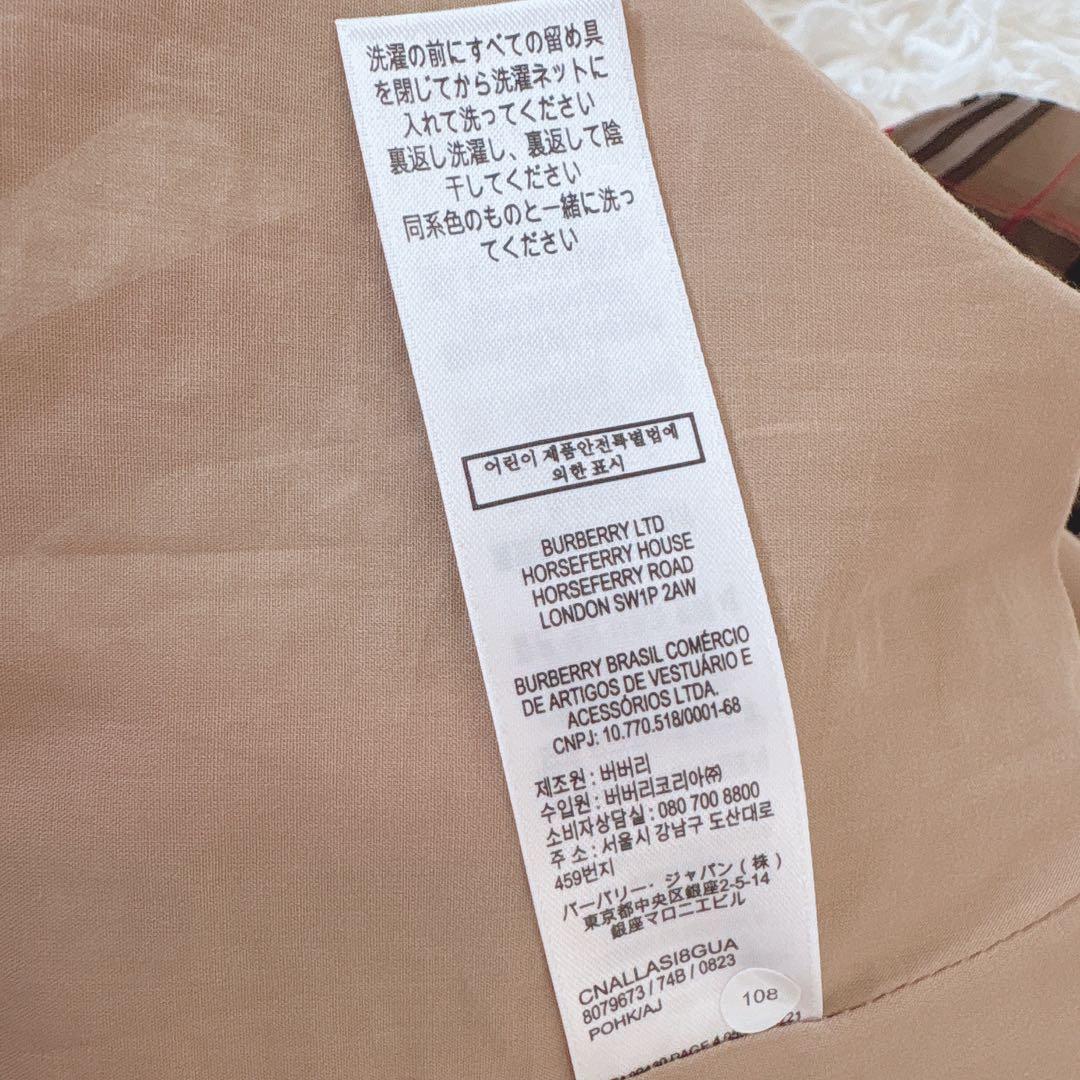 洗濯の前にすべての留め具
を閉じてから洗濯ネットに
入れて洗ってください
裏返し洗濯し、裏返して陰
干してください
同系色のものと一緒に洗っ
てください
어린이 제품안전특별법에
의한 표시
BURBERRY LTD
HORSEFERRY HOUSE
HORSEFERRY ROAD
LONDON SW1P 2AW
BURBERRY BRASIL COMÉRCIO
DE ARTIGOS DE VESTUÁRIO E
ACESSÓRIOS LTDA.
CNPJ: 10.770.518/0001-68
제조원 : 버버리
수입원 : 버버리코리아㈜
소비자상담실 : 080 700 8800
주 소 : 서울시 강남구 도산대로
459번지
バーバリー・ジャパン(株)
東京都中央区銀座2-5-14
銀座マロニエビル
CNALLASI8GUA
8079673 / 74B / 0823
POHK/AJ
108
PAGE 4